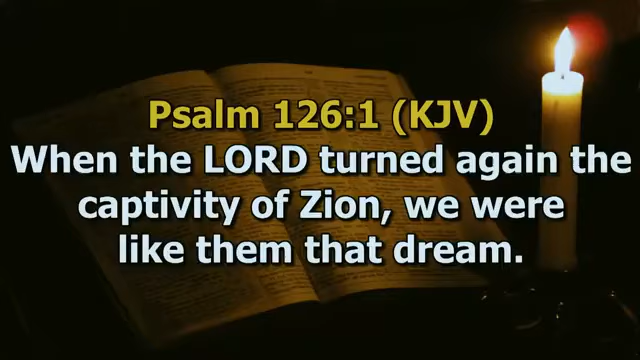 Psalm 126:1 (KJV)
When the LORD turned again the
captivity of Zion, we were
like them that dream.